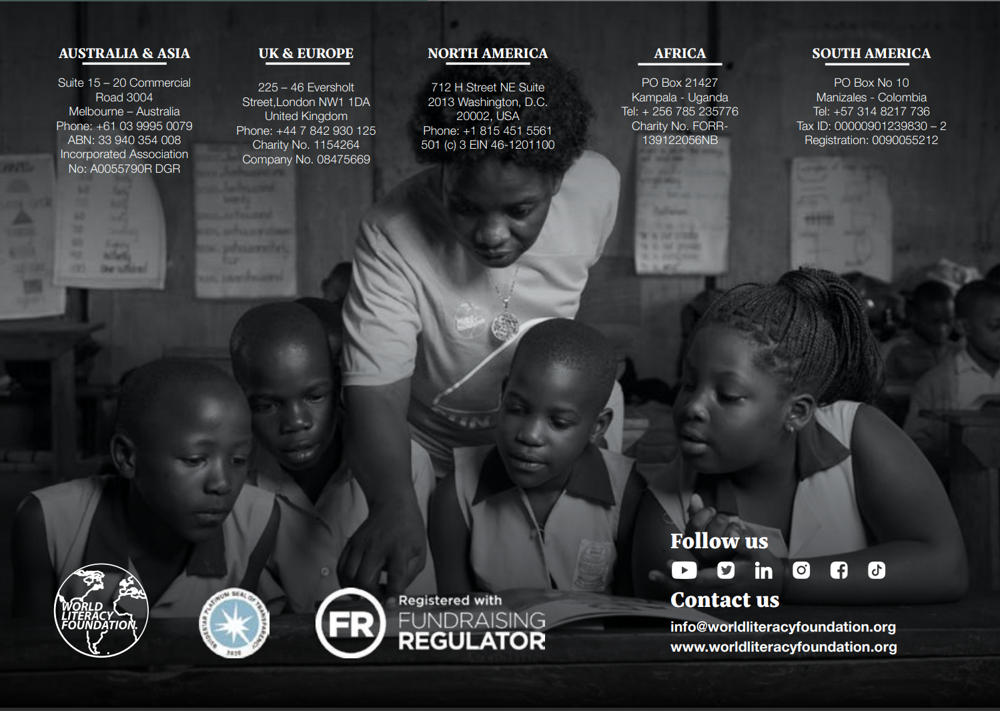 AUSTRALIA & ASIA
Suite 15 – 20 Commercial
Road 3004
Melbourne – Australia
Phone: +61 03 9995 0079
ABN: 33 940 354 008
Incorporated Association
No: A0055790R DGR
UK & EUROPE
225 – 46 Eversholt
Street,London NW1 1DA
United Kingdom
Phone: +44 7 842 930 125
Charity No. 1154264
Company No. 08475669
NORTH AMERICA
712 H Street NE Suite
2013 Washington, D.C.
20002, USA
Phone: +1 815 451 5561
501 (c) 3 EIN 46-1201100
AFRICA
PO Box 21427
Kampala - Uganda
Tel: + 256 785 235776
Charity No. FORR-
139122056NB
SOUTH AMERICA
PO Box No 10
Manizales - Colombia
Tel: +57 314 8217 736
Tax ID: 00000901239830 – 2
Registration: 0090055212
WORLD
LITERACY
FOUNDATION.
GUIDESTAR PLATINUM SEAL OF TRANSPARENCY
2020
FR
Registered with
FUNDRAISING
REGULATOR
Follow us
in
Contact us
info@worldliteracyfoundation.org
www.worldliteracyfoundation.org